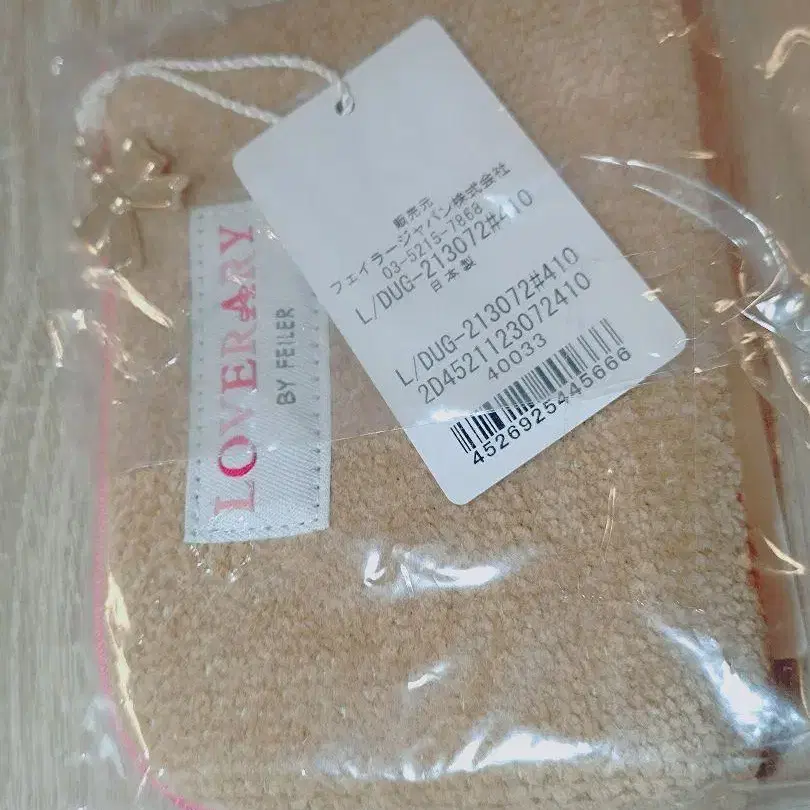 LOVERARY
BY FEILER
販売元
フェイラージャパン株式会社
03-5215-7868
L/DUG-213072#410
日本製
L/DUG-213072#410
2D4521123072410
40033
4526925445666